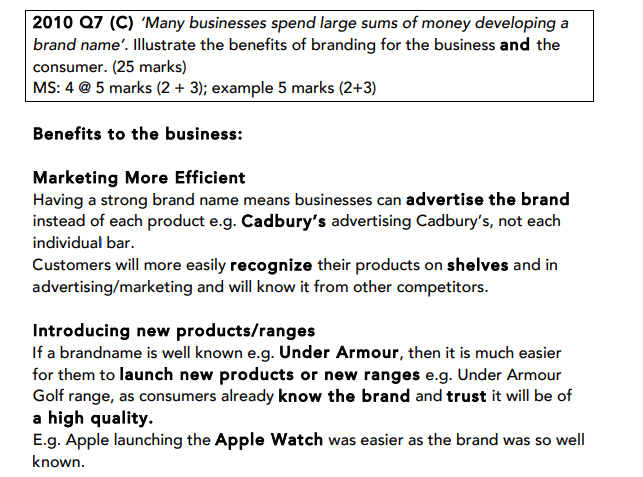 2010 Q7 (C) ‘Many businesses spend large sums of money developing a
brand name’. Illustrate the benefits of branding for the business and the
consumer. (25 marks)
MS: 4 @ 5 marks (2 + 3); example 5 marks (2+3)
Benefits to the business:
Marketing More Efficient
Having a strong brand name means businesses can advertise the brand
instead of each product e.g. Cadbury’s advertising Cadbury’s, not each
individual bar.
Customers will more easily recognize their products on shelves and in
advertising/marketing and will know it from other competitors.
Introducing new products/ranges
If a brandname is well known e.g. Under Armour, then it is much easier
for them to launch new products or new ranges e.g. Under Armour
Golf range, as consumers already know the brand and trust it will be of
a high quality.
E.g. Apple launching the Apple Watch was easier as the brand was so well
known.